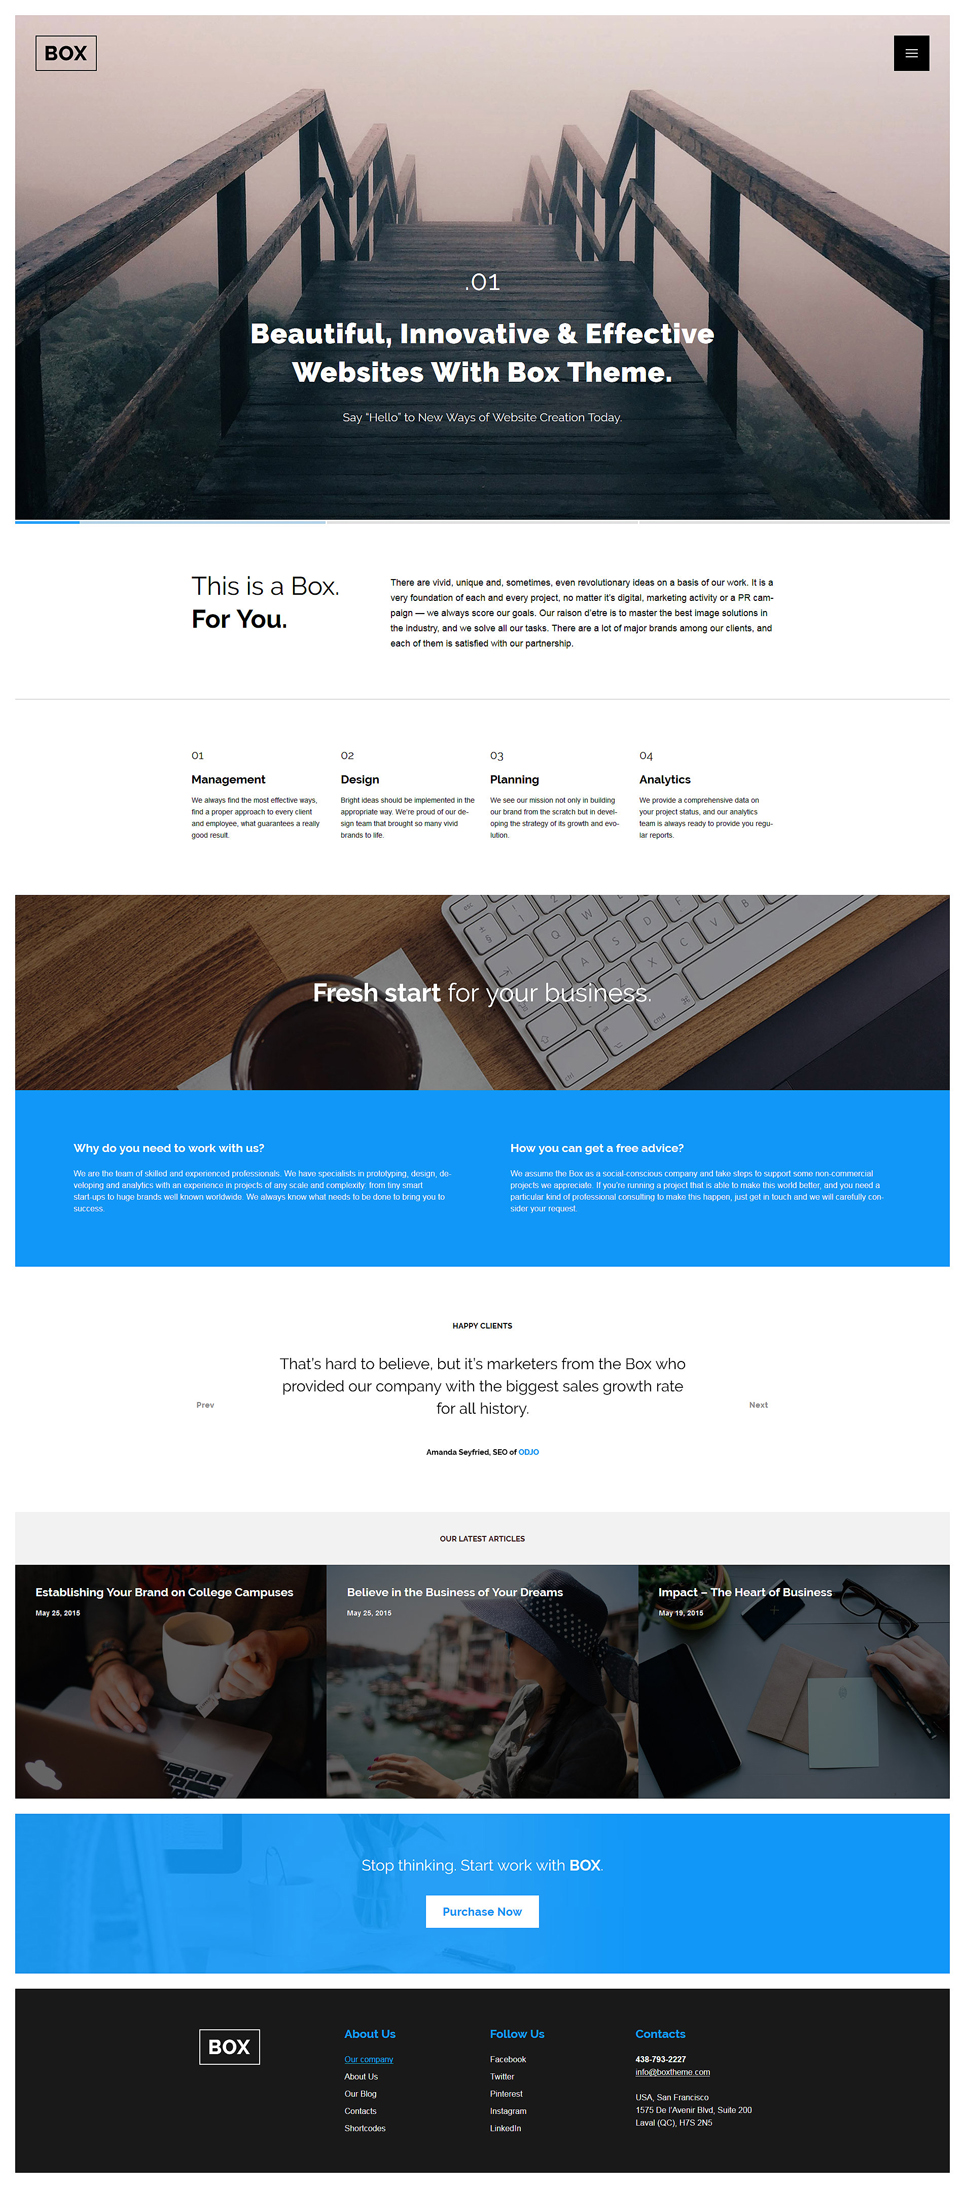 BOX
.01
Beautiful, Innovative & Effective
Websites With Box Theme.
Say "Hello" to New Ways of Website Creation Today.
This is a Box.
For You.
There are vivid, unique and, sometimes, even revolutionary ideas on a basis of our work. It is a
very foundation of each and every project, no matter it's digital, marketing activity or a PR cam-
paign — we always score our goals. Our raison d'etre is to master the best image solutions in
the industry, and we solve all our tasks. There are a lot of major brands among our clients, and
each of them is satisfied with our partnership.
01
Management
We always find the most effective ways,
find a proper approach to every client
and employee, what guarantees a really
good result.
02
Design
Bright ideas should be implemented in the
appropriate way. We're proud of our de-
sign team that brought so many vivid
brands to life.
03
Planning
We see our mission not only in building
our brand from the scratch but in devel-
oping the strategy of its growth and evo-
lution.
04
Analytics
We provide a comprehensive data on
your project status, and our analytics
team is always ready to provide you regu-
lar reports.
Fresh start for your business.
Why do you need to work with us?
We are the team of skilled and experienced professionals. We have specialists in prototyping, design, de-
veloping and analytics with an experience in projects of any scale and complexity: from tiny smart
start-ups to huge brands well known worldwide. We always know what needs to be done to bring you to
success.
How you can get a free advice?
We assume the Box as a social-conscious company and take steps to support some non-commercial
projects we appreciate. If you're running a project that is able to make this world better, and you need a
particular kind of professional consulting to make this happen, just get in touch and we will carefully con-
sider your request.
HAPPY CLIENTS
That's hard to believe, but it's marketers from the Box who
provided our company with the biggest sales growth rate
for all history.
Prev
Next
Amanda Seyfried, SEO of ODJO
OUR LATEST ARTICLES
Establishing Your Brand on College Campuses
May 25, 2015
Believe in the Business of Your Dreams
May 25, 2015
Impact – The Heart of Business
May 19, 2015
Stop thinking. Start work with BOX.
Purchase Now
BOX
About Us
Our company
About Us
Our Blog
Contacts
Shortcodes
Follow Us
Facebook
Twitter
Pinterest
Instagram
LinkedIn
Contacts
438-793-2227
info@boxtheme.com
USA, San Francisco
1575 De l'Avenir Blvd, Suite 200
Laval (QC), H7S 2N5